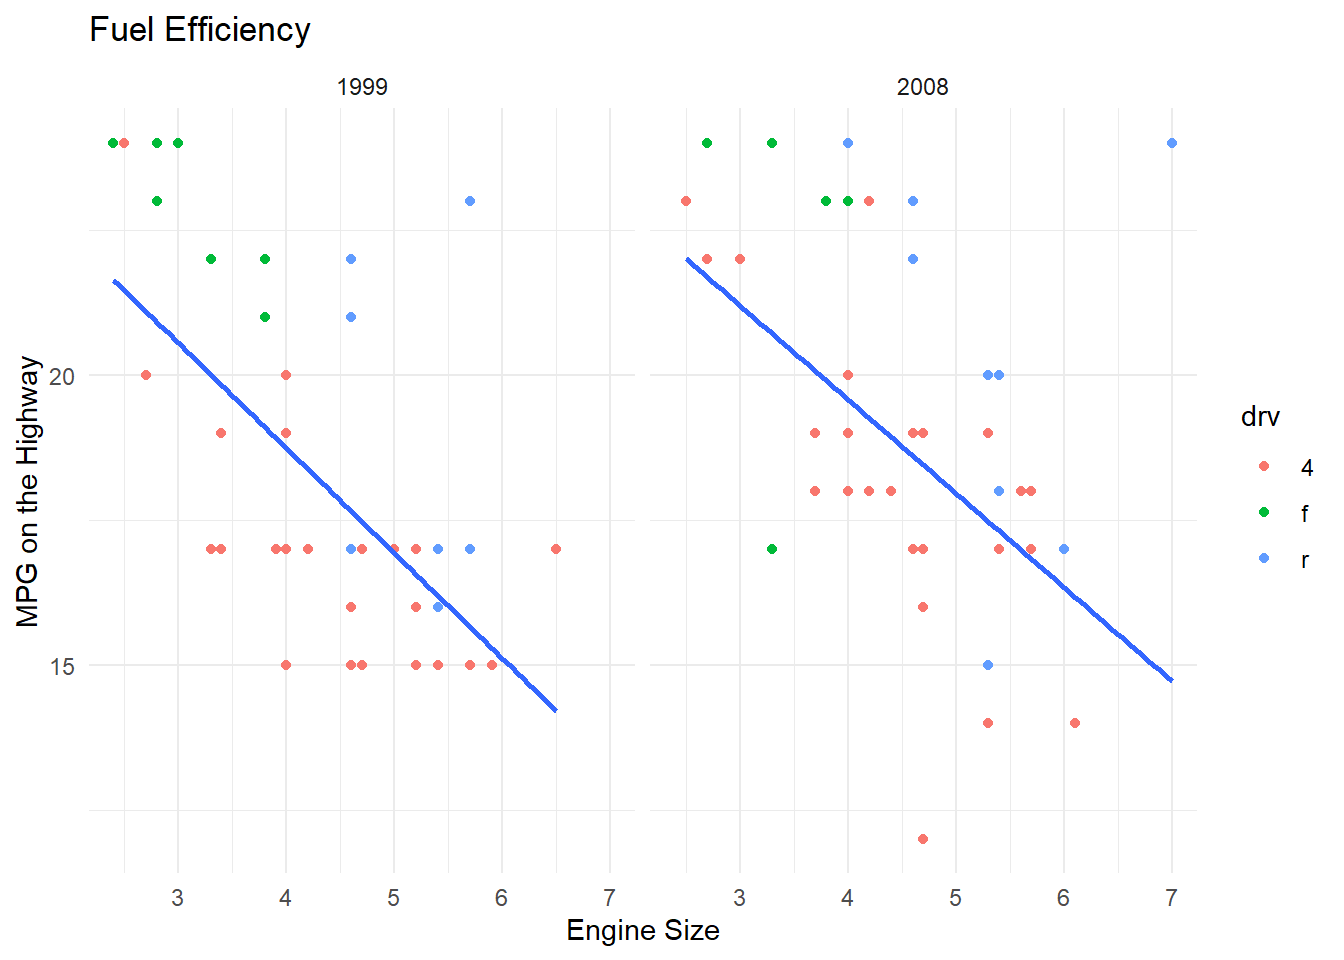 Fuel Efficiency
1999
2008
MPG on the Highway
20
15
3 4 5 6 7
3 4 5 6 7
Engine Size
drv
4
f
r